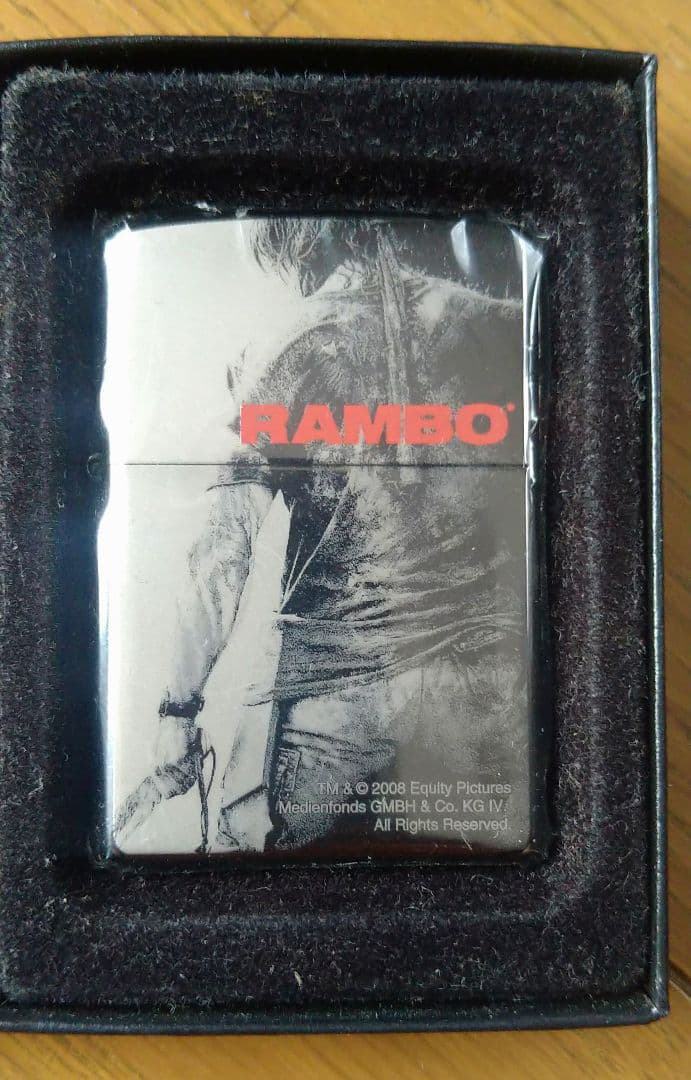 RAMBO
TM & © 2008 Equity Pictures
Medienfonds GMBH & Co. KG IV.
All Rights Reserved.